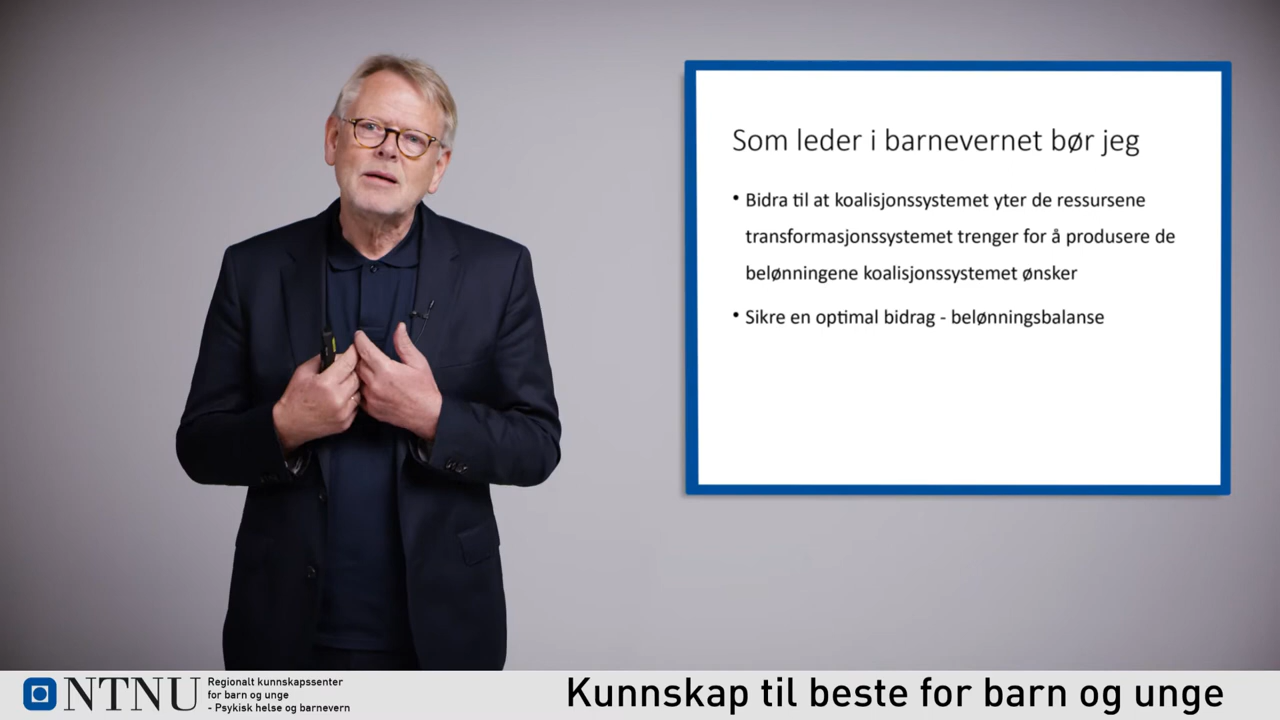 Som leder i barnevernet bør jeg
• Bidra til at koalisjonssystemet yter de ressursene
transformasjonssystemet trenger for å produsere de
belønningene koalisjonssystemet ønsker
• Sikre en optimal bidrag - belønningsbalanse
NTNU
Regionalt kunnskapssenter
for barn og unge
- Psykisk helse og barnevern
Kunnskap til beste for barn og unge